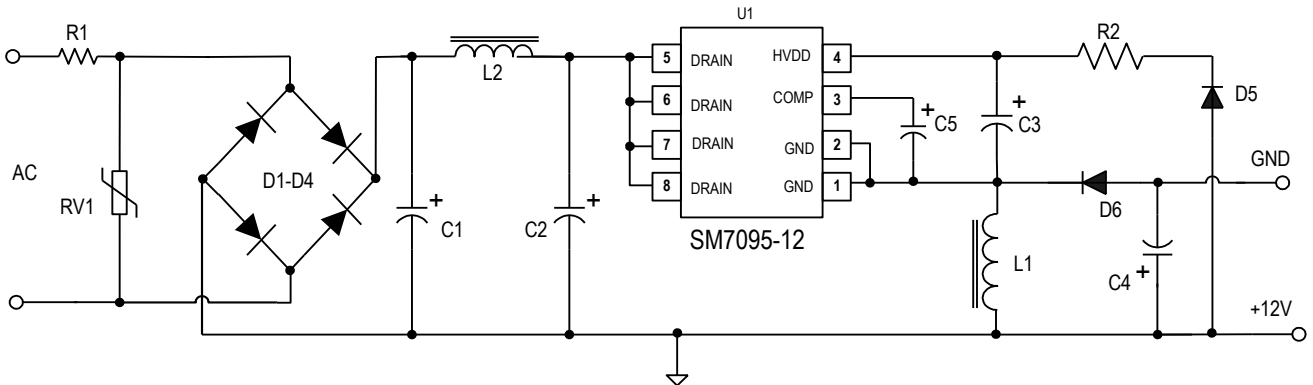 U1
R1
R2
L2
5 DRAIN HVDD 4
6 DRAIN COMP 3
7 DRAIN GND 2
8 DRAIN GND 1
+ C5
+ C3
D5
AC
RV1
D1-D4
+ C1
C2 +
SM7095-12
D6
GND
L1
C4 +
+12V